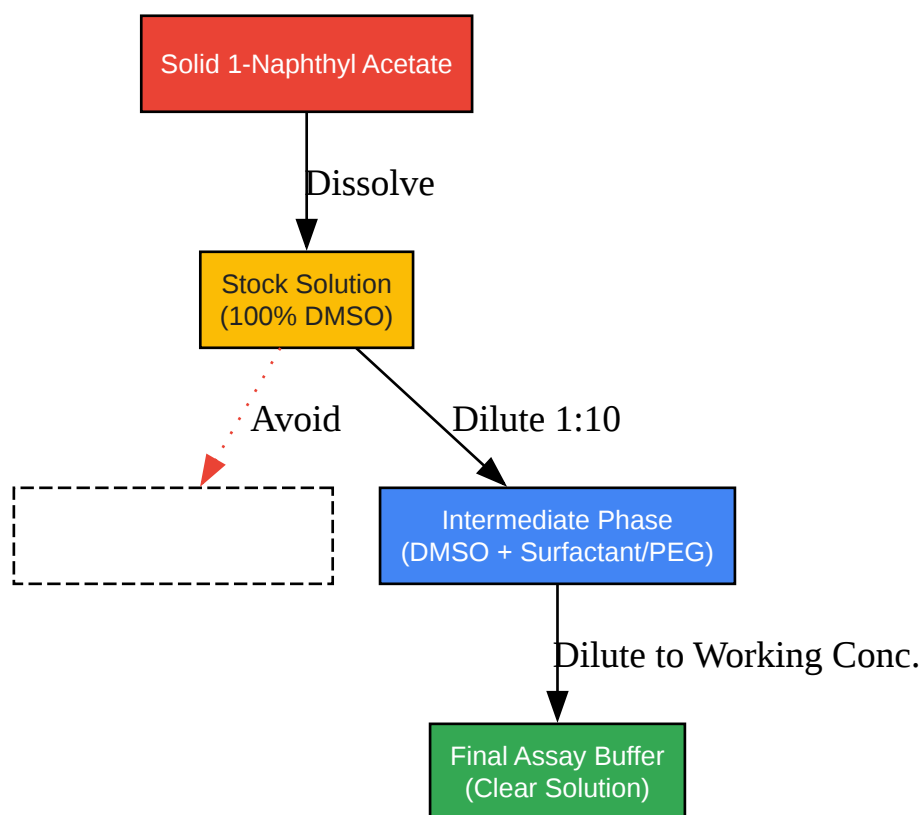 Solid 1-Naphthyl Acetate
Dissolve
Stock Solution
(100% DMSO)
Avoid
Dilute 1:10
Intermediate Phase
(DMSO + Surfactant/PEG)
Dilute to Working Conc.
Final Assay Buffer
(Clear Solution)